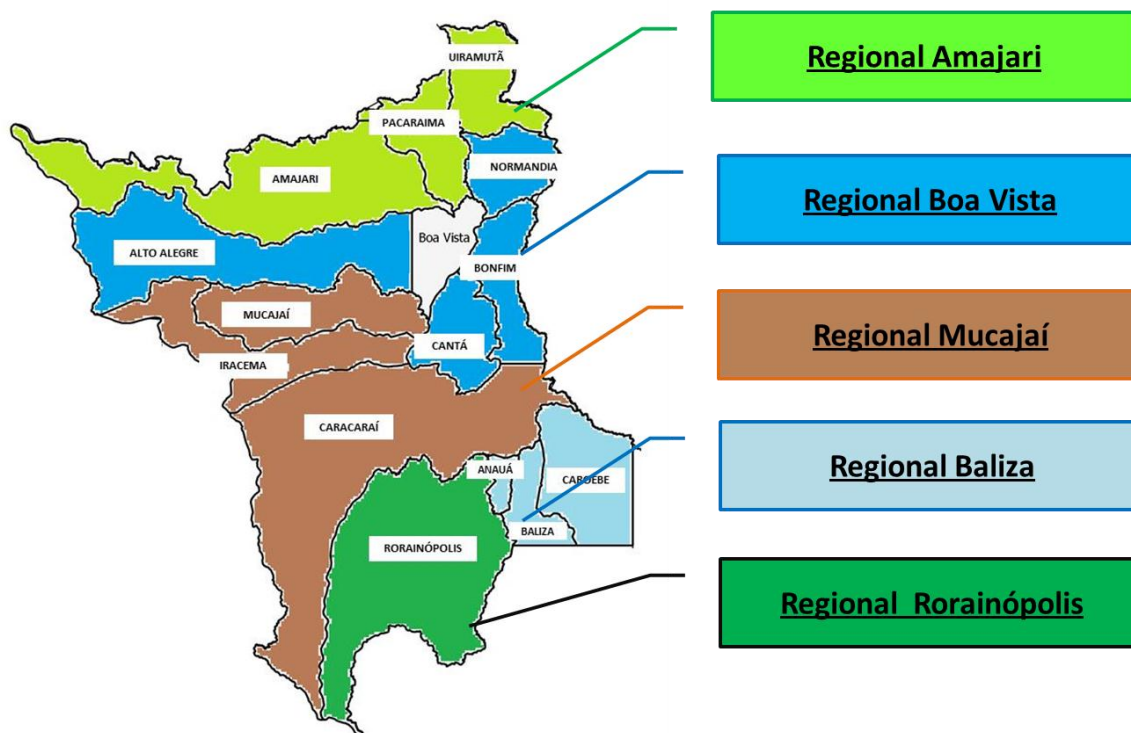 UIRAMUTÃ
PACARAIMA
AMAJARI
NORMANDIA
Boa Vista
ALTO ALEGRE
BONFIM
MUCAJAÍ
CANTÁ
IRACEMA
CARACARAÍ
ANAUÁ
CAROEBE
BALIZA
RORAINÓPOLIS
Regional Amajari
Regional Boa Vista
Regional Mucajaí
Regional Baliza
Regional Rorainópolis